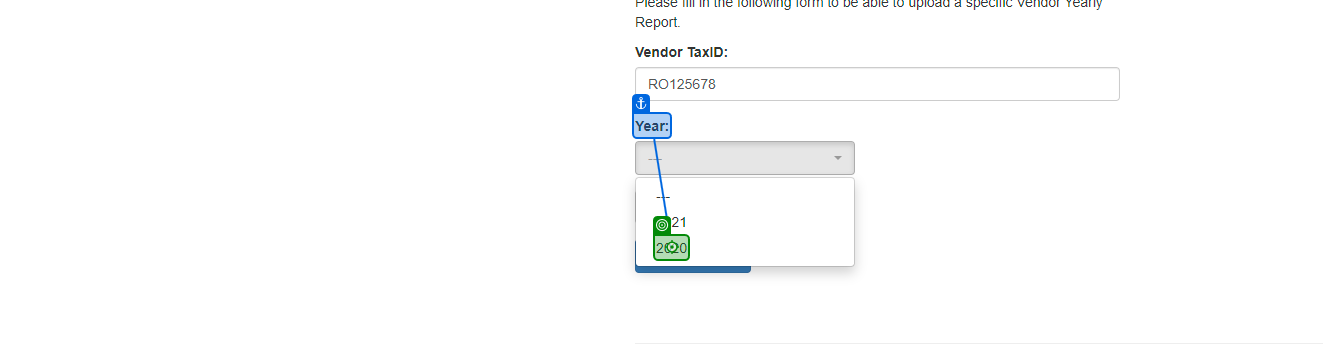 Please fill in the following form to be able to upload a specific Vendor Yearly
Report.
Vendor TaxID:
RO125678
Year:
---
---
21
2020